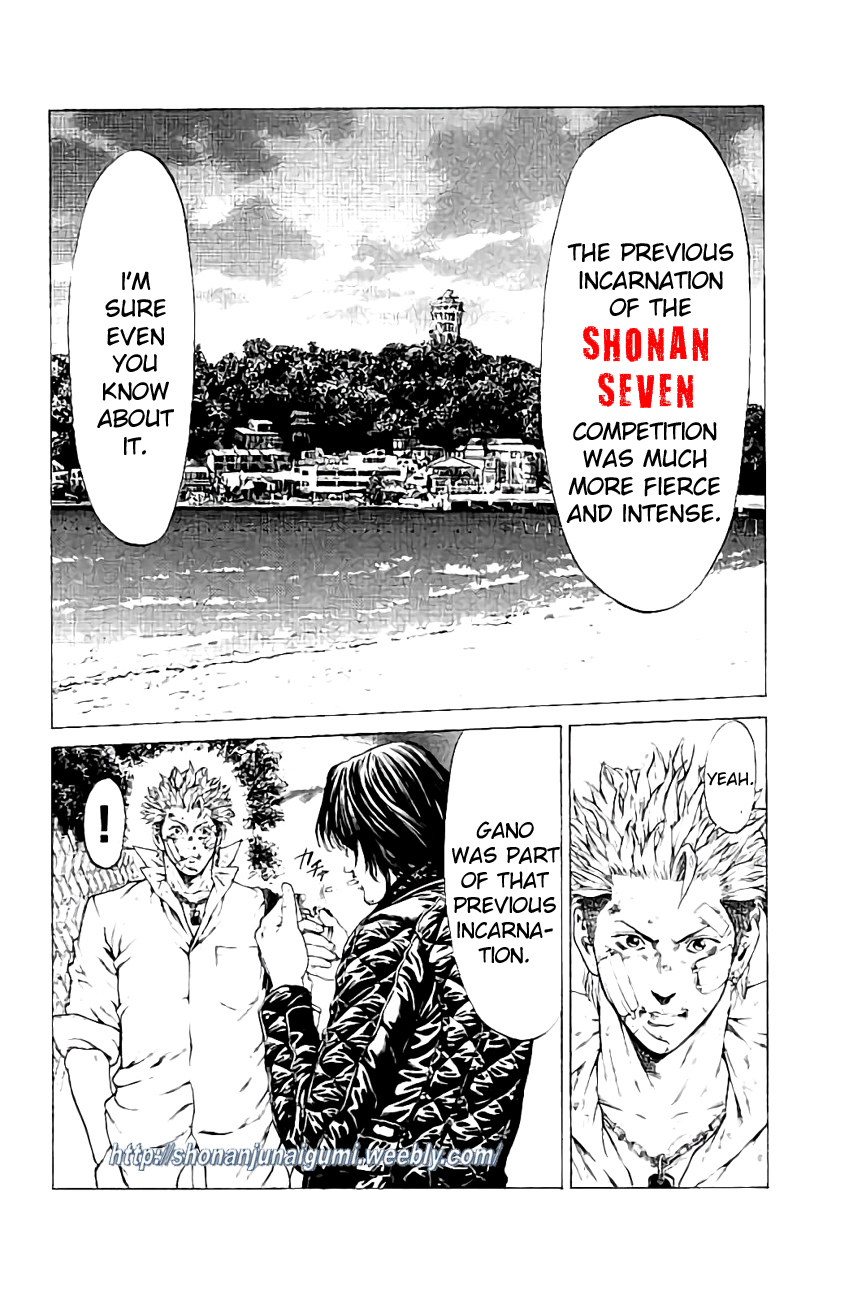 THE PREVIOUS
INCARNATION
OF THE
SHONAN
SEVEN
COMPETITION
WAS MUCH
MORE FIERCE
AND INTENSE.
I'M
SURE
EVEN
YOU
KNOW
ABOUT
IT.
YEAH.
GANO
WAS PART
OF THAT
PREVIOUS
INCARNA-
TION.
!
http://shonanjunaigumi.weebly.com/